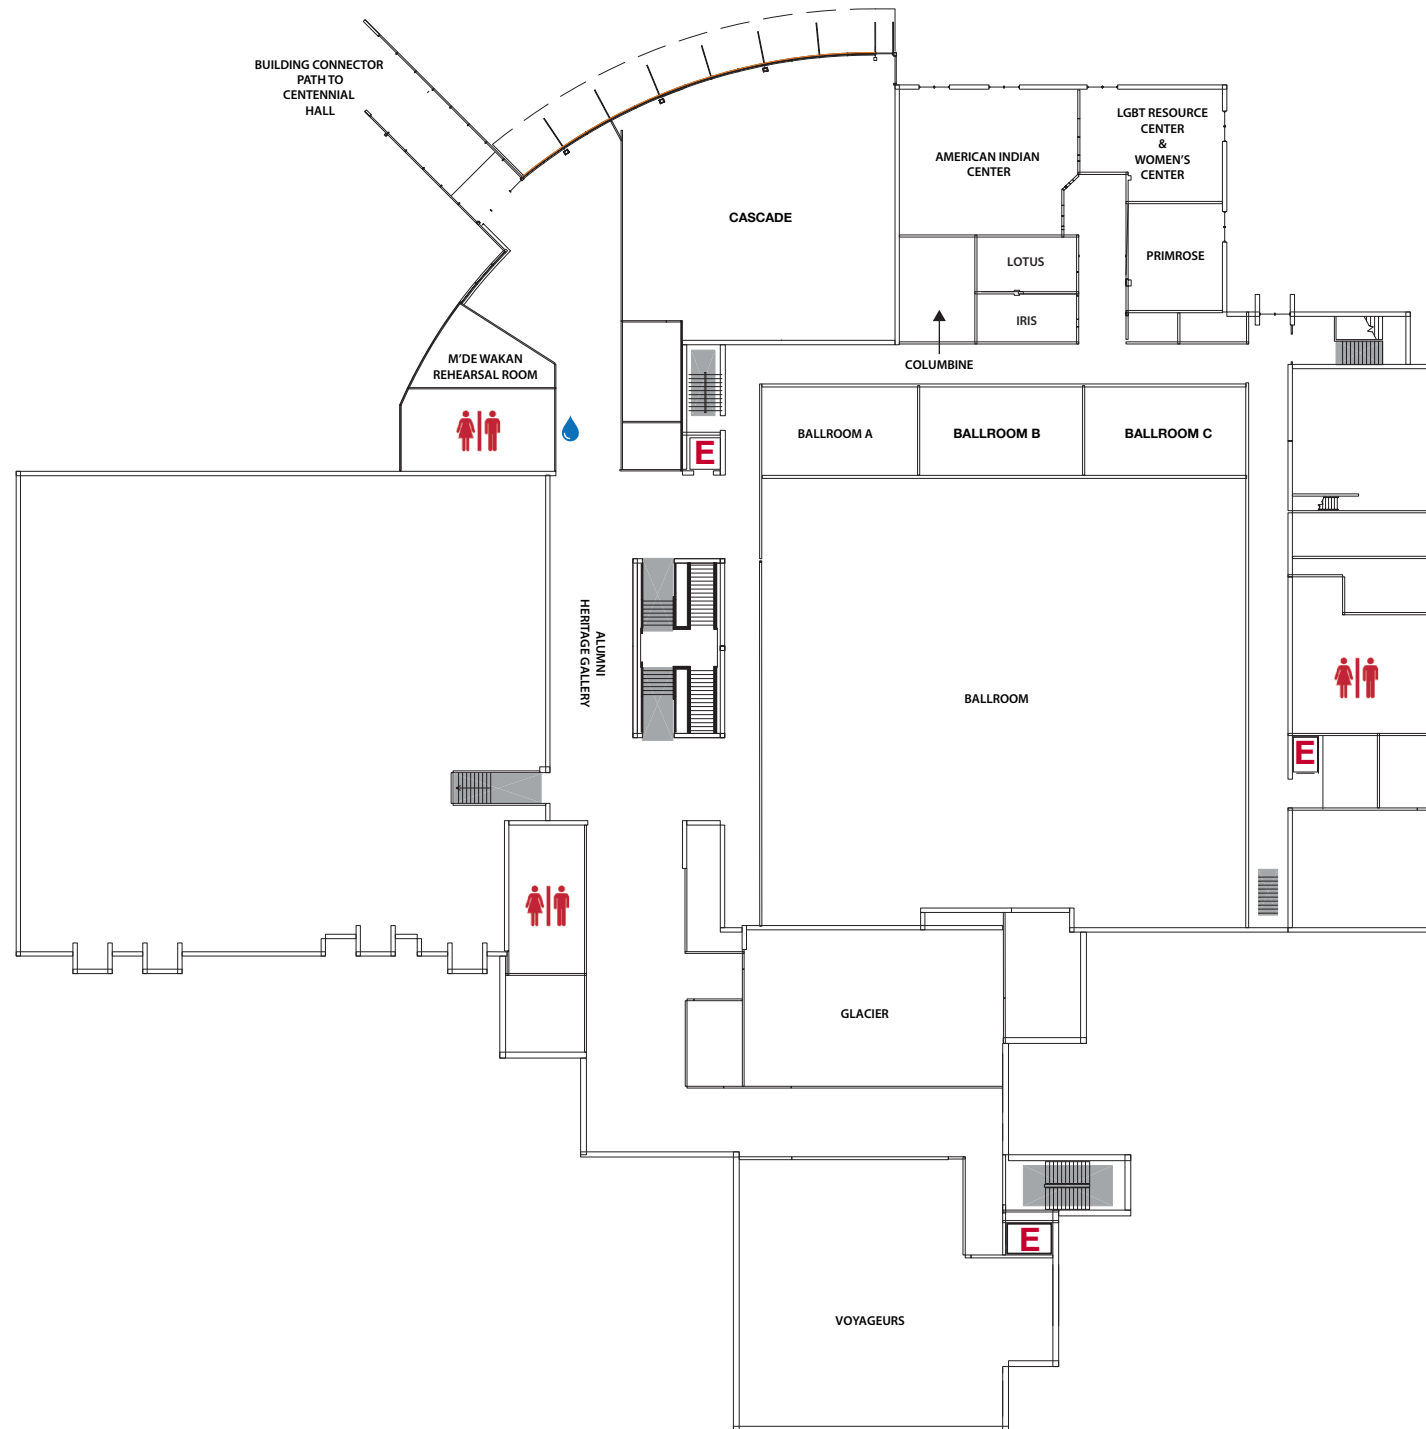 BUILDING CONNECTOR
PATH TO
CENTENNIAL
HALL
LGBT RESOURCE
CENTER
&
WOMEN'S
CENTER
AMERICAN INDIAN
CENTER
CASCADE
PRIMROSE
LOTUS
IRIS
COLUMBINE
M'DE WAKAN
REHEARSAL ROOM
BALLROOM A
BALLROOM B
BALLROOM C
E
ALUMNI
HERITAGE GALLERY
BALLROOM
E
GLACIER
E
VOYAGEURS